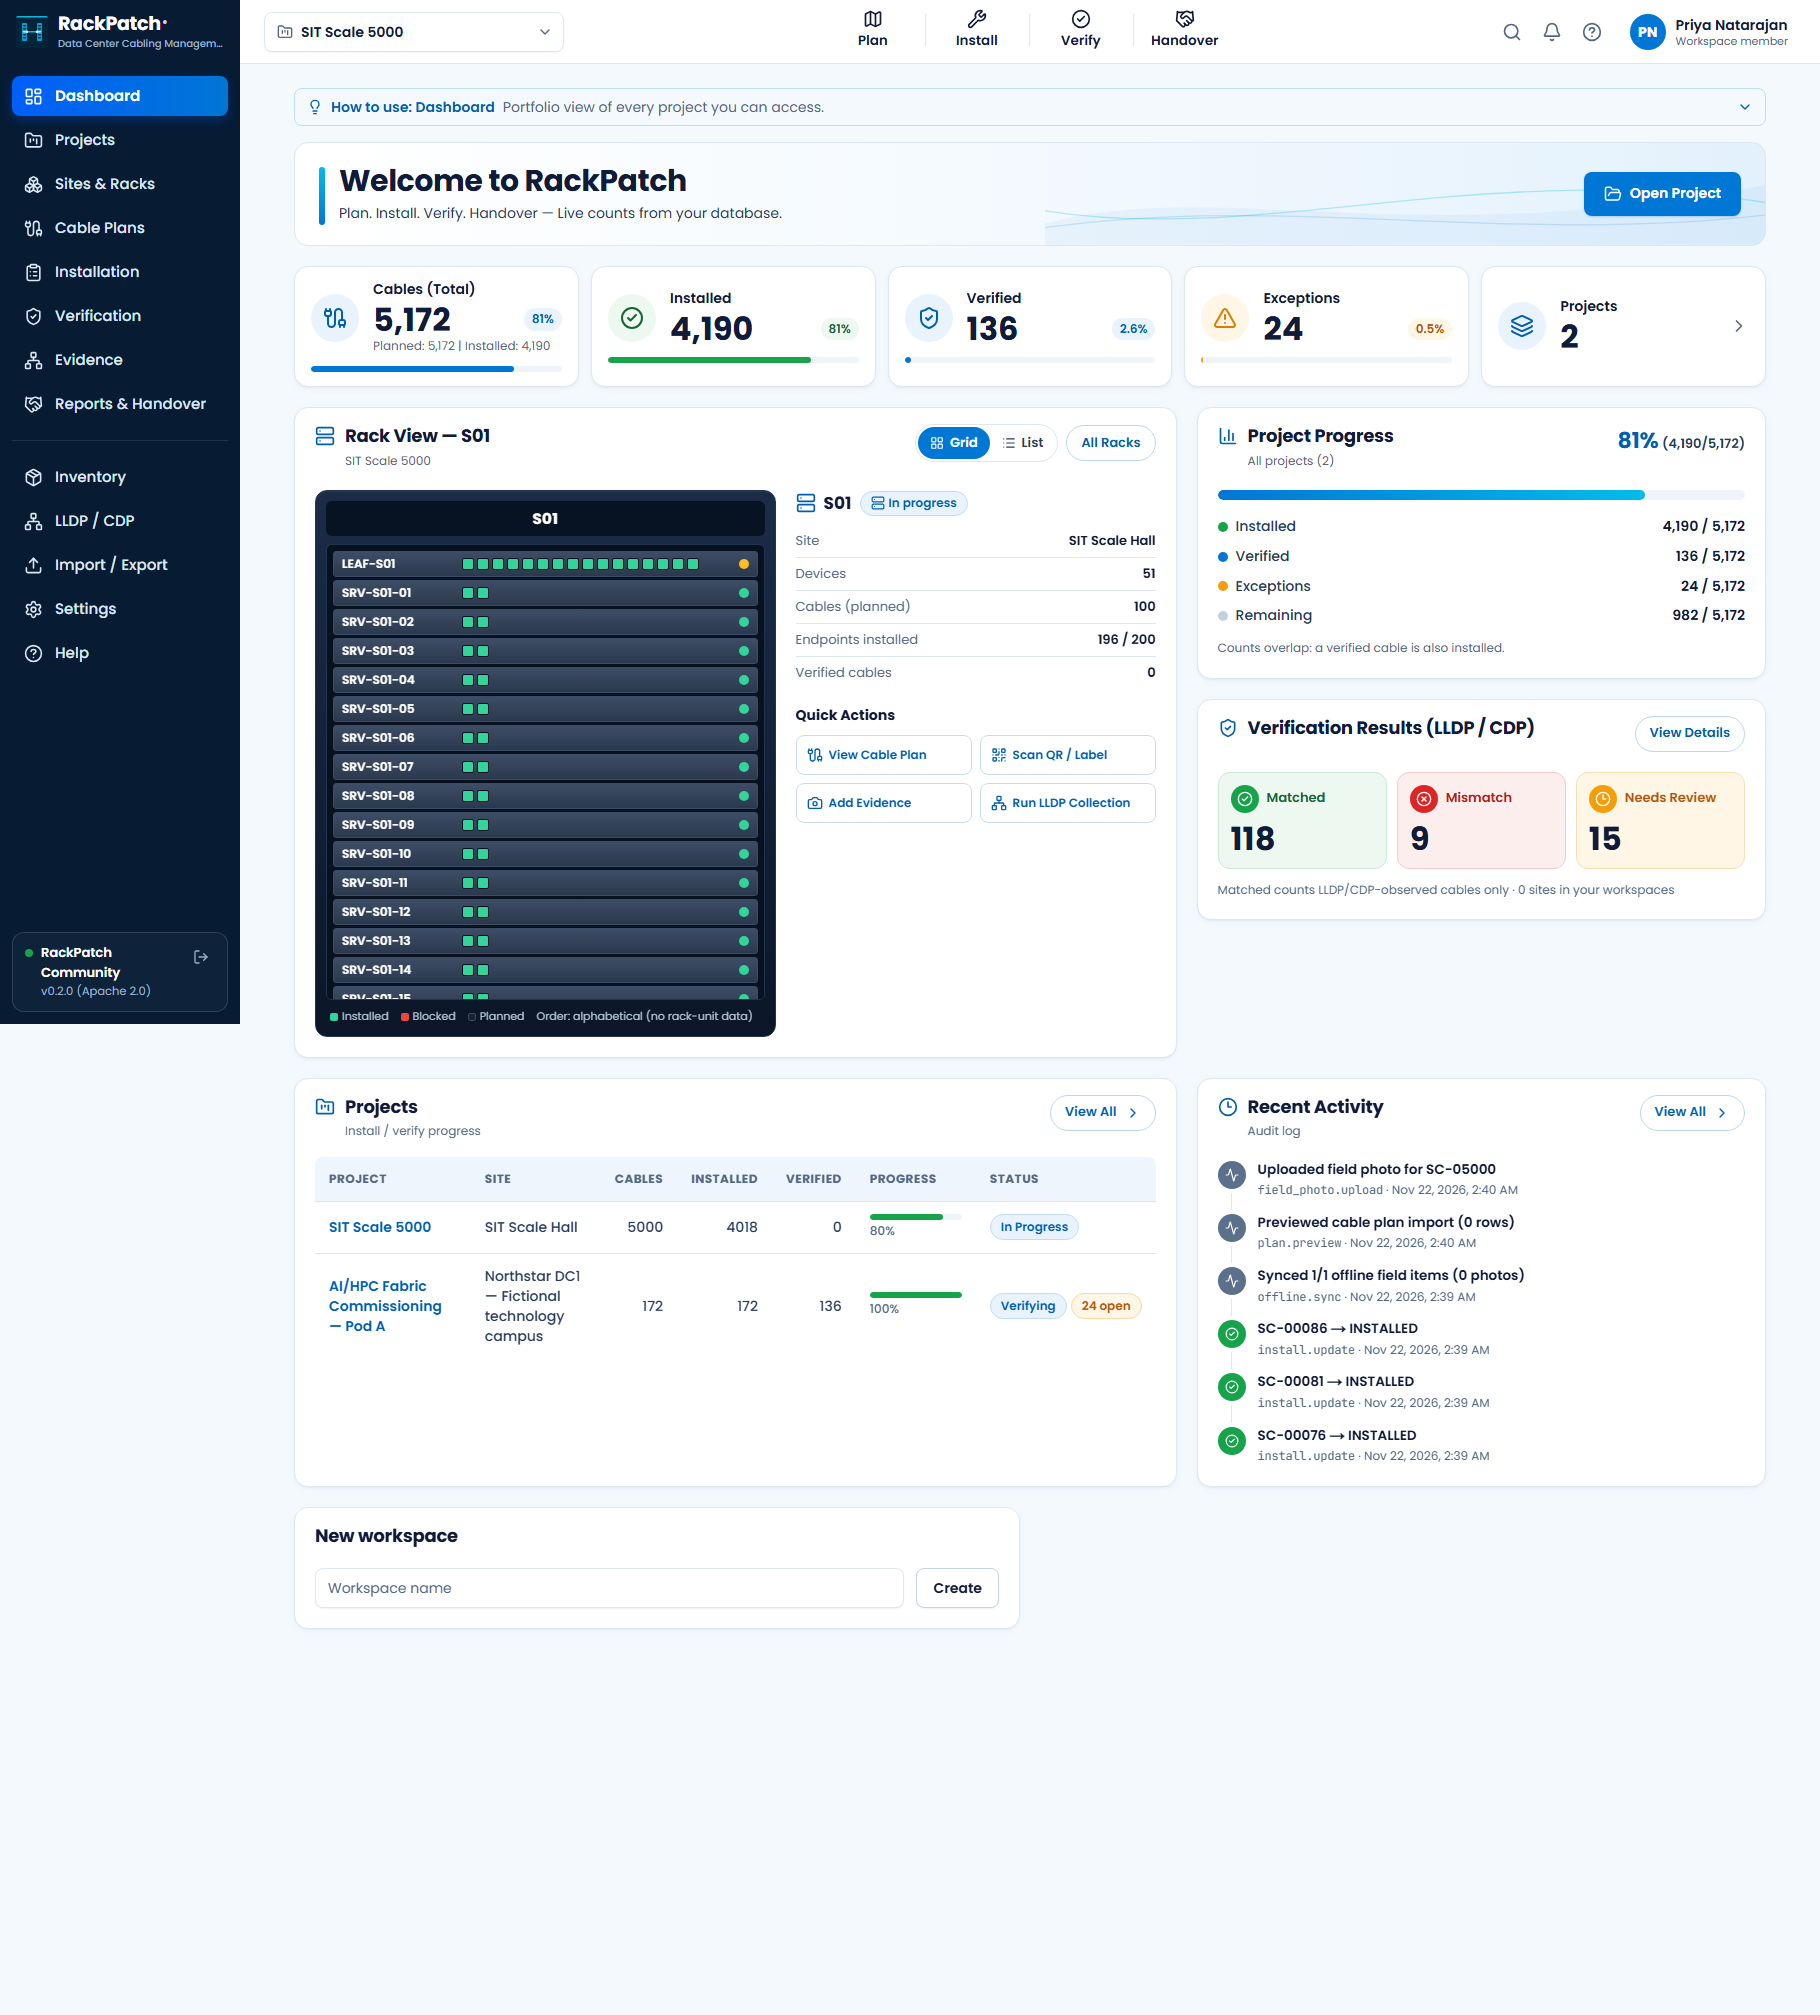 RackPatch
Data Center Cabling Managem...
SIT Scale 5000
Plan
Install
Verify
Handover
PN
Priya Natarajan
Workspace member
Dashboard
Projects
Sites & Racks
Cable Plans
Installation
Verification
Evidence
Reports & Handover
Inventory
LLDP / CDP
Import / Export
Settings
Help
RackPatch
Community
v0.2.0 (Apache 2.0)
How to use: Dashboard Portfolio view of every project you can access.
Welcome to RackPatch
Plan. Install. Verify. Handover — Live counts from your database.
Open Project
Cables (Total)
5,172
81%
Planned: 5,172 | Installed: 4,190
Installed
4,190
81%
Verified
136
2.6%
Exceptions
24
0.5%
Projects
2
Rack View — S01
SIT Scale 5000
Grid
List
All Racks
S01
LEAF-S01
SRV-S01-01
SRV-S01-02
SRV-S01-03
SRV-S01-04
SRV-S01-05
SRV-S01-06
SRV-S01-07
SRV-S01-08
SRV-S01-09
SRV-S01-10
SRV-S01-11
SRV-S01-12
SRV-S01-13
SRV-S01-14
SRV-S01-15
Installed Blocked Planned Order: alphabetical (no rack-unit data)
S01 In progress
Site SIT Scale Hall
Devices 51
Cables (planned) 100
Endpoints installed 196 / 200
Verified cables 0
Quick Actions
View Cable Plan
Scan QR / Label
Add Evidence
Run LLDP Collection
Project Progress
All projects (2)
81% (4,190/5,172)
Installed 4,190 / 5,172
Verified 136 / 5,172
Exceptions 24 / 5,172
Remaining 982 / 5,172
Counts overlap: a verified cable is also installed.
Verification Results (LLDP / CDP)
View Details
Matched
118
Mismatch
9
Needs Review
15
Matched counts LLDP/CDP-observed cables only · 0 sites in your workspaces
Projects
Install / verify progress
View All
PROJECT SITE CABLES INSTALLED VERIFIED PROGRESS STATUS
SIT Scale 5000 SIT Scale Hall 5000 4018 0 80% In Progress
AI/HPC Fabric
Commissioning
— Pod A
Northstar DC1
— Fictional
technology
campus
172 172 136 100% Verifying 24 open
Recent Activity
Audit log
View All
Uploaded field photo for SC-05000
field_photo.upload · Nov 22, 2026, 2:40 AM
Previewed cable plan import (0 rows)
plan.preview · Nov 22, 2026, 2:40 AM
Synced 1/1 offline field items (0 photos)
offline.sync · Nov 22, 2026, 2:39 AM
SC-00086 → INSTALLED
install.update · Nov 22, 2026, 2:39 AM
SC-00081 → INSTALLED
install.update · Nov 22, 2026, 2:39 AM
SC-00076 → INSTALLED
install.update · Nov 22, 2026, 2:39 AM
New workspace
Workspace name
Create